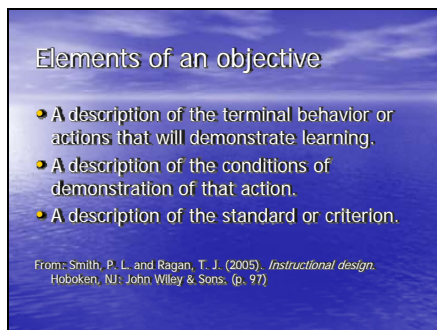 Elements of an objective
• A description of the terminal behavior or
actions that will demonstrate learning.
• A description of the conditions of
demonstration of that action.
• A description of the standard or criterion.
From: Smith, P. L. and Ragan, T. J. (2005). Instructional design.
Hoboken, NJ: John Wiley & Sons. (p. 97)